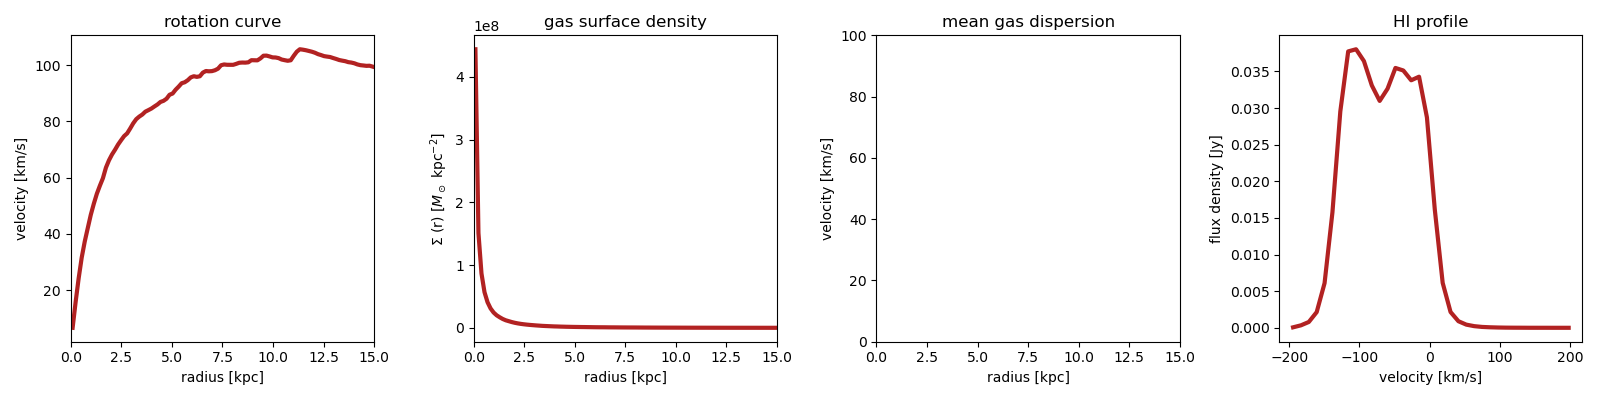 rotation curve
velocity [km/s]
100
80
60
40
20
0.0 2.5 5.0 7.5 10.0 12.5 15.0
radius [kpc]
gas surface density
1e8
Σ (r) [M⊙ kpc⁻²]
4
3
2
1
0
0.0 2.5 5.0 7.5 10.0 12.5 15.0
radius [kpc]
mean gas dispersion
velocity [km/s]
100
80
60
40
20
0
0.0 2.5 5.0 7.5 10.0 12.5 15.0
radius [kpc]
HI profile
flux density [Jy]
0.035
0.030
0.025
0.020
0.015
0.010
0.005
0.000
−200 −100 0 100 200
velocity [km/s]